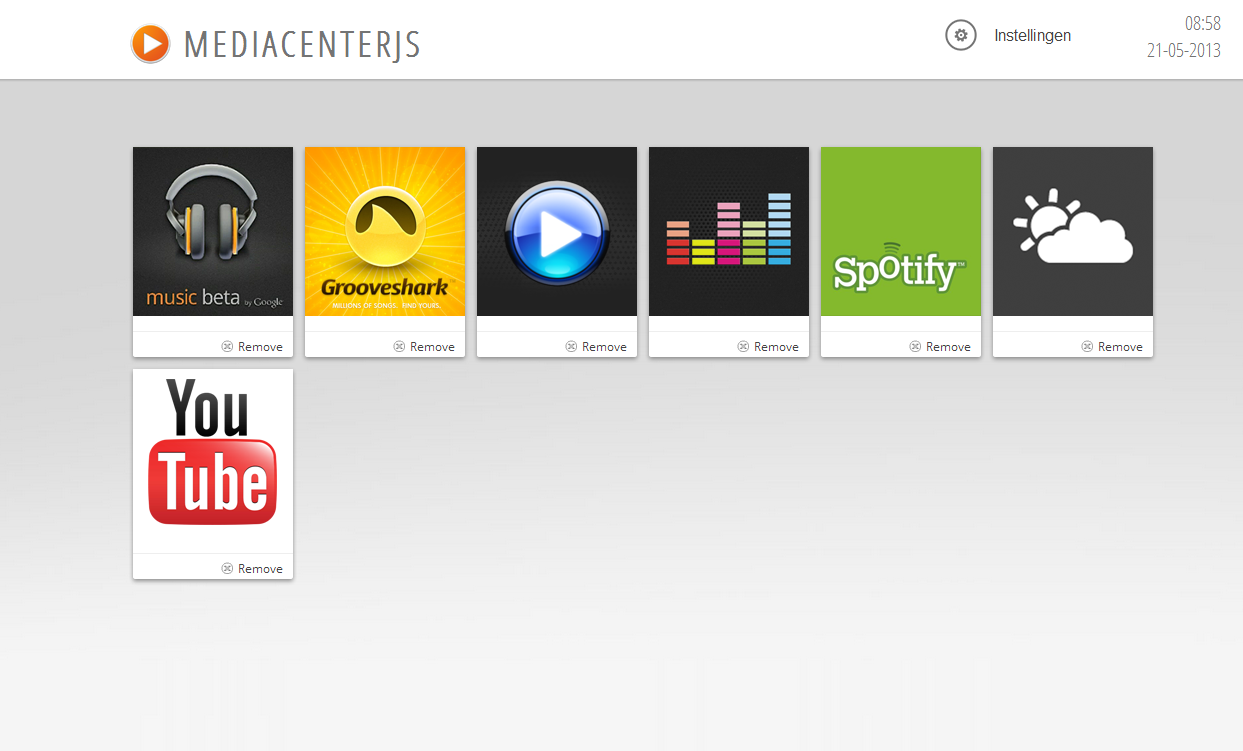 MEDIACENTERJS
Instellingen
08:58
21-05-2013
music beta by Google
Grooveshark
MILLIONS OF SONGS. FIND YOURS.
Spotify™
Remove
Remove
Remove
Remove
Remove
Remove
You
Tube
Remove